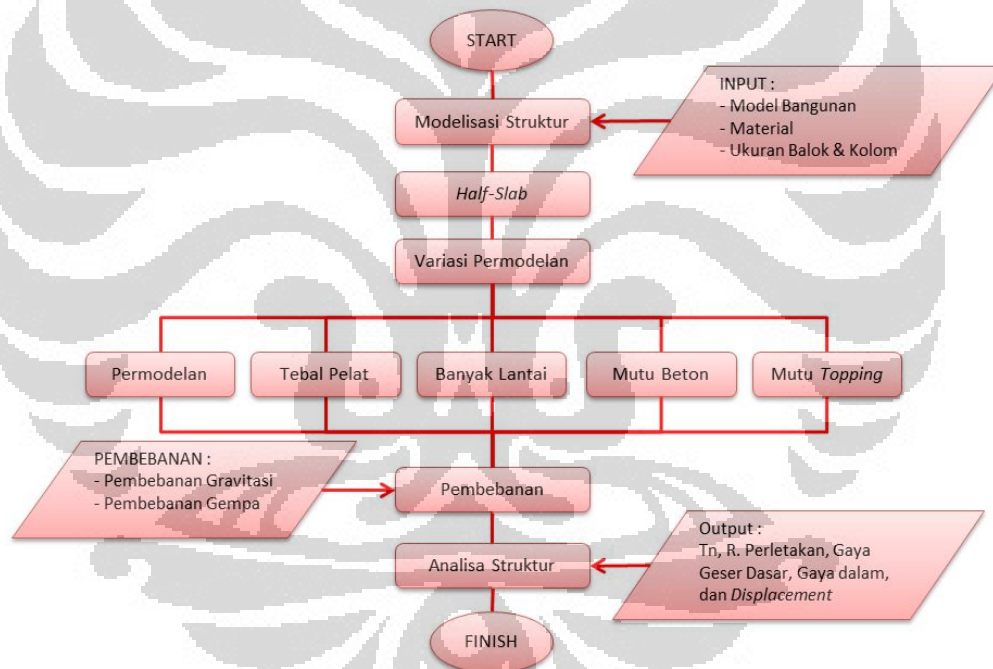 START
Modelisasi Struktur
INPUT :
- Model Bangunan
- Material
- Ukuran Balok & Kolom
Half-Slab
Variasi Permodelan
Permodelan
Tebal Pelat
Banyak Lantai
Mutu Beton
Mutu Topping
PEMBEBANAN :
- Pembebanan Gravitasi
- Pembebanan Gempa
Pembebanan
Analisa Struktur
Output :
Tn, R. Perletakan, Gaya
Geser Dasar, Gaya dalam,
dan Displacement
FINISH